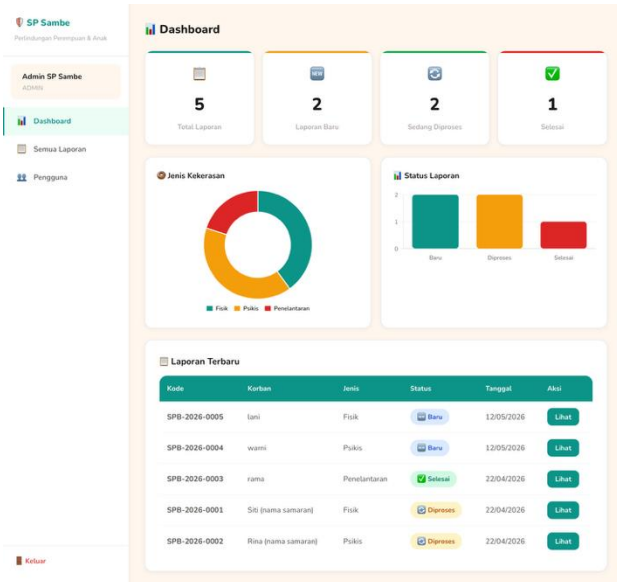 SP Sambe
Perlindungan Perempuan & Anak
Admin SP Sambe
ADMIN
Dashboard
Semua Laporan
Pengguna
Keluar
Dashboard
5
Total Laporan
NEW
2
Laporan Baru
2
Sedang Diproses
1
Selesai
Jenis Kekerasan
Fisik Psikis Penelantaran
Status Laporan
2
1
0
Baru Diproses Selesai
Laporan Terbaru
Kode Korban Jenis Status Tanggal Aksi
SPB-2026-0005 lani Fisik Baru 12/05/2026 Lihat
SPB-2026-0004 warni Psikis Baru 12/05/2026 Lihat
SPB-2026-0003 rama Penelantaran Selesai 22/04/2026 Lihat
SPB-2026-0001 Siti (nama samaran) Fisik Diproses 22/04/2026 Lihat
SPB-2026-0002 Rina (nama samaran) Psikis Diproses 22/04/2026 Lihat